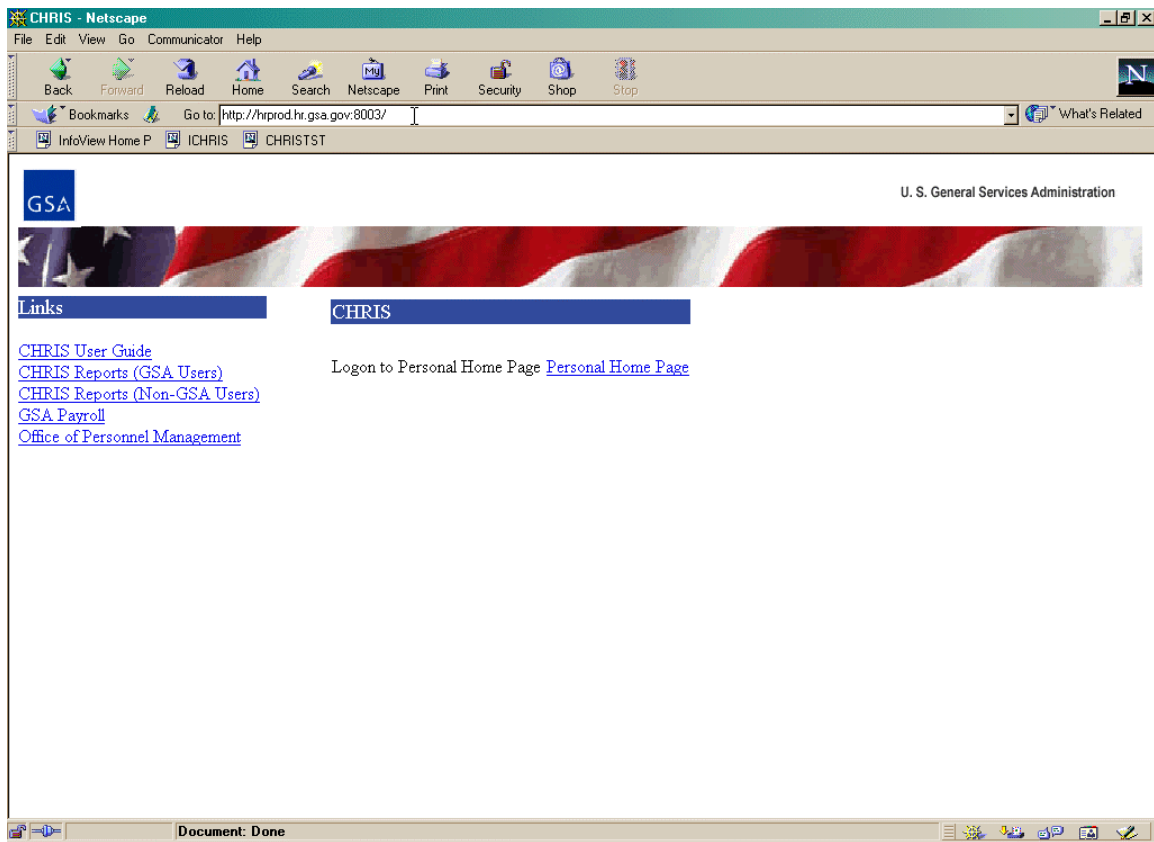 CHRIS - Netscape
File Edit View Go Communicator Help
Back Forward Reload Home Search Netscape Print Security Shop Stop
My
N
Bookmarks Go to: http://hrprod.hr.gsa.gov:8003/ What's Related
InfoView Home P ICHRIS CHRISTST
GSA
U. S. General Services Administration
Links
CHRIS
CHRIS User Guide
CHRIS Reports (GSA Users)
Logon to Personal Home Page Personal Home Page
CHRIS Reports (Non-GSA Users)
GSA Payroll
Office of Personnel Management
Document: Done